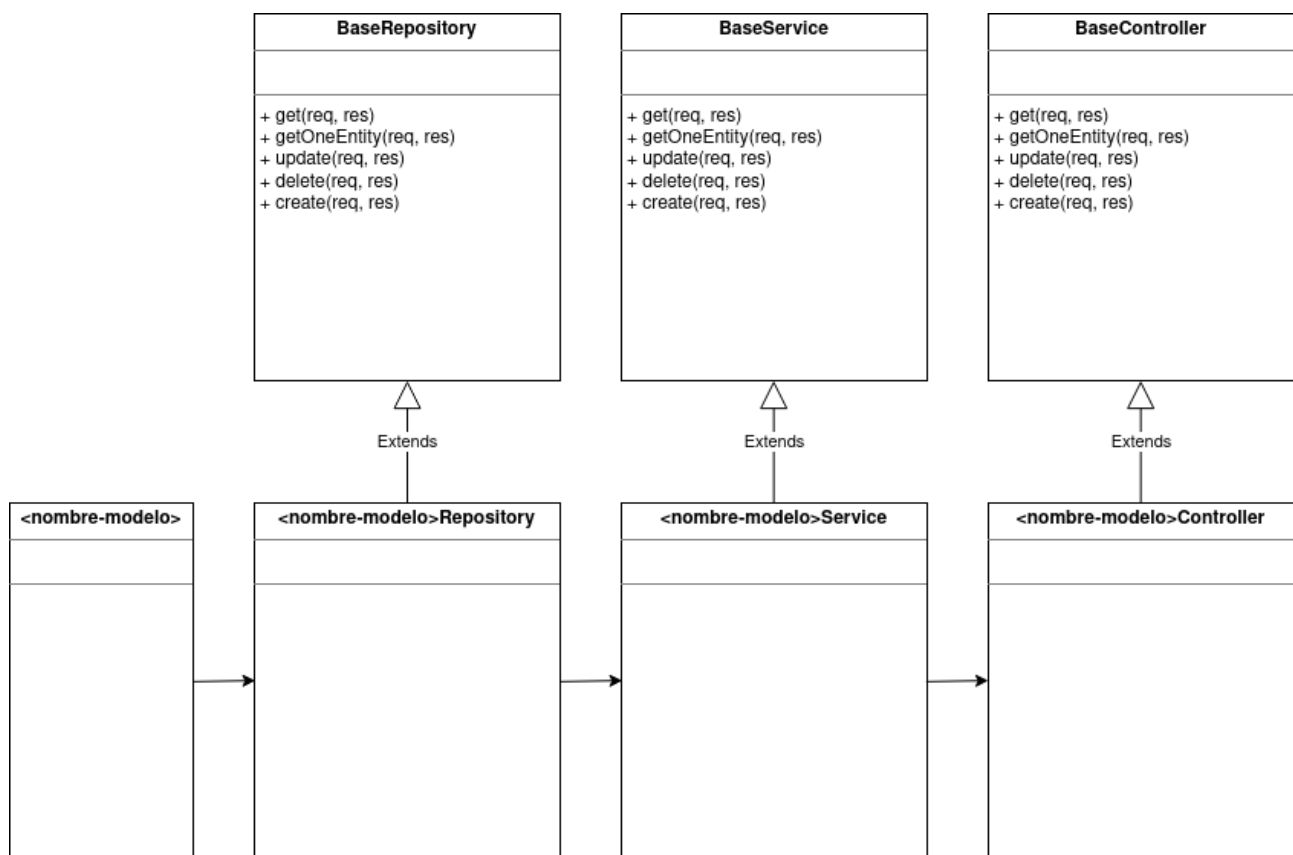 BaseRepository
+ get(req, res)
+ getOneEntity(req, res)
+ update(req, res)
+ delete(req, res)
+ create(req, res)
BaseService
+ get(req, res)
+ getOneEntity(req, res)
+ update(req, res)
+ delete(req, res)
+ create(req, res)
BaseController
+ get(req, res)
+ getOneEntity(req, res)
+ update(req, res)
+ delete(req, res)
+ create(req, res)
Extends
Extends
Extends
<nombre-modelo>
<nombre-modelo>Repository
<nombre-modelo>Service
<nombre-modelo>Controller